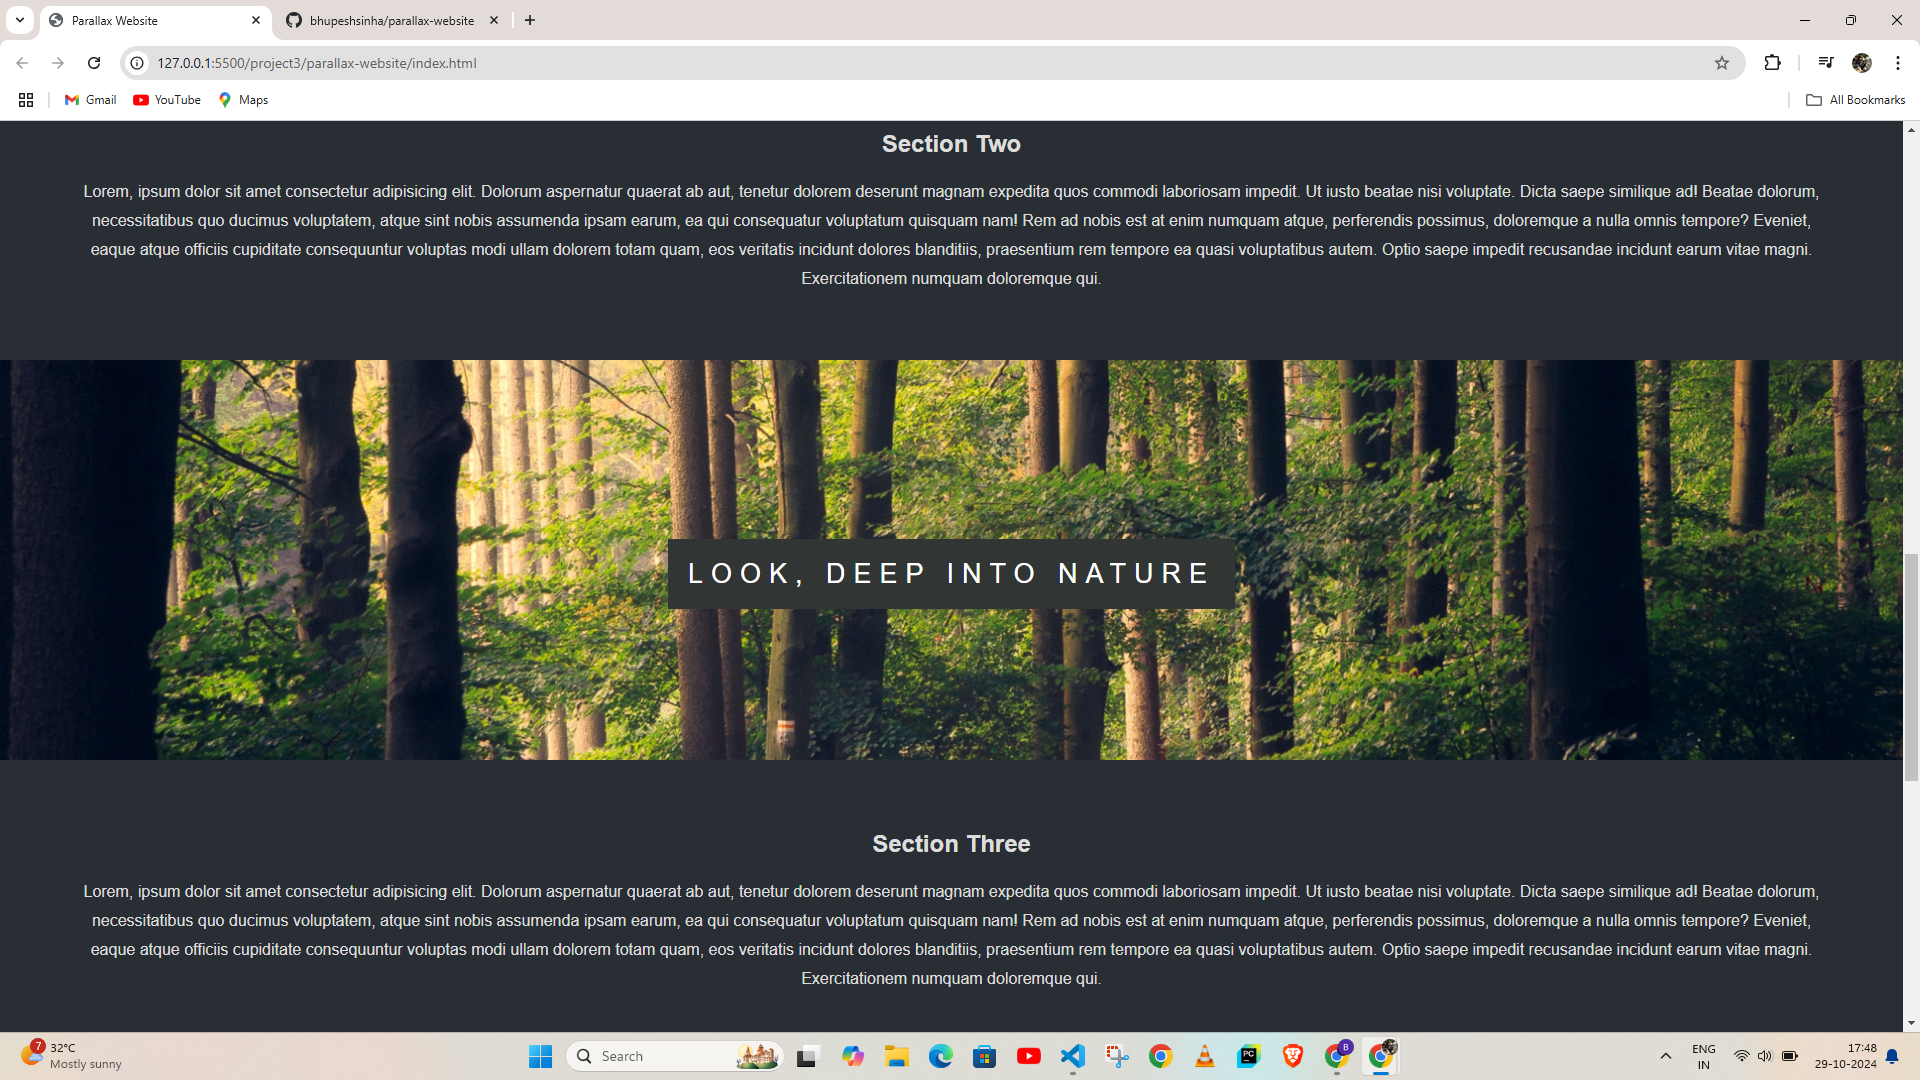 Parallax Website
bhupeshsinha/parallax-website
127.0.0.1:5500/project3/parallax-website/index.html
Gmail
YouTube
Maps
All Bookmarks
Section Two
Lorem, ipsum dolor sit amet consectetur adipisicing elit. Dolorum aspernatur quaerat ab aut, tenetur dolorem deserunt magnam expedita quos commodi laboriosam impedit. Ut iusto beatae nisi voluptate. Dicta saepe similique ad! Beatae dolorum,
necessitatibus quo ducimus voluptatem, atque sint nobis assumenda ipsam earum, ea qui consequatur voluptatum quisquam nam! Rem ad nobis est at enim numquam atque, perferendis possimus, doloremque a nulla omnis tempore? Eveniet,
eaque atque officiis cupiditate consequuntur voluptas modi ullam dolorem totam quam, eos veritatis incidunt dolores blanditiis, praesentium rem tempore ea quasi voluptatibus autem. Optio saepe impedit recusandae incidunt earum vitae magni.
Exercitationem numquam doloremque qui.
LOOK, DEEP INTO NATURE
Section Three
Lorem, ipsum dolor sit amet consectetur adipisicing elit. Dolorum aspernatur quaerat ab aut, tenetur dolorem deserunt magnam expedita quos commodi laboriosam impedit. Ut iusto beatae nisi voluptate. Dicta saepe similique ad! Beatae dolorum,
necessitatibus quo ducimus voluptatem, atque sint nobis assumenda ipsam earum, ea qui consequatur voluptatum quisquam nam! Rem ad nobis est at enim numquam atque, perferendis possimus, doloremque a nulla omnis tempore? Eveniet,
eaque atque officiis cupiditate consequuntur voluptas modi ullam dolorem totam quam, eos veritatis incidunt dolores blanditiis, praesentium rem tempore ea quasi voluptatibus autem. Optio saepe impedit recusandae incidunt earum vitae magni.
Exercitationem numquam doloremque qui.
7
32°C
Mostly sunny
Search
PC
B
ENG
IN
17:48
29-10-2024